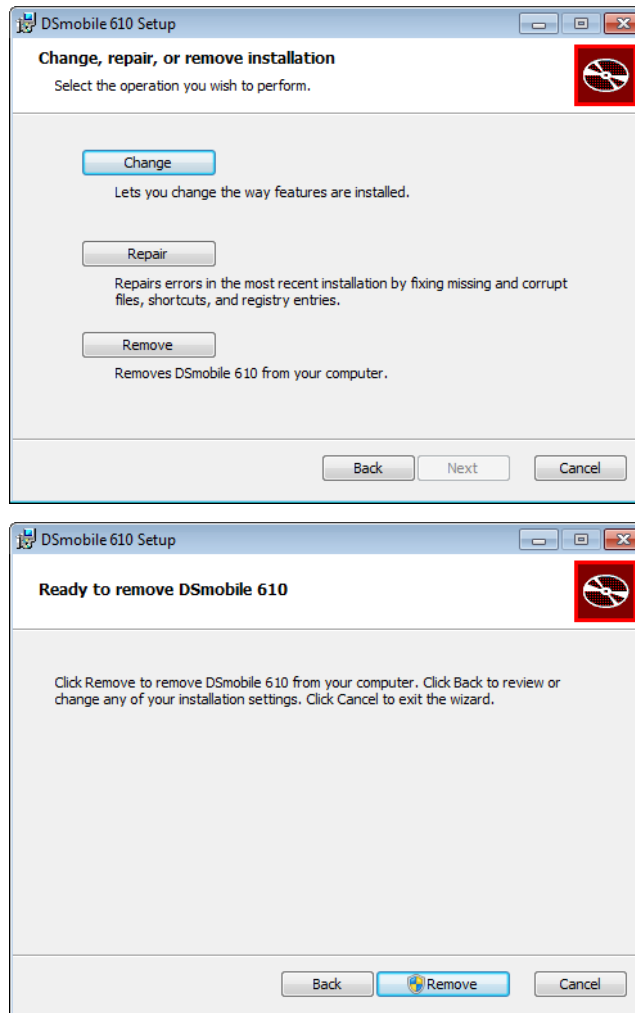 DSmobile 610 Setup
Change, repair, or remove installation
Select the operation you wish to perform.
Change
Lets you change the way features are installed.
Repair
Repairs errors in the most recent installation by fixing missing and corrupt
files, shortcuts, and registry entries.
Remove
Removes DSmobile 610 from your computer.
Back Next Cancel
DSmobile 610 Setup
Ready to remove DSmobile 610
Click Remove to remove DSmobile 610 from your computer. Click Back to review or
change any of your installation settings. Click Cancel to exit the wizard.
Back Remove Cancel